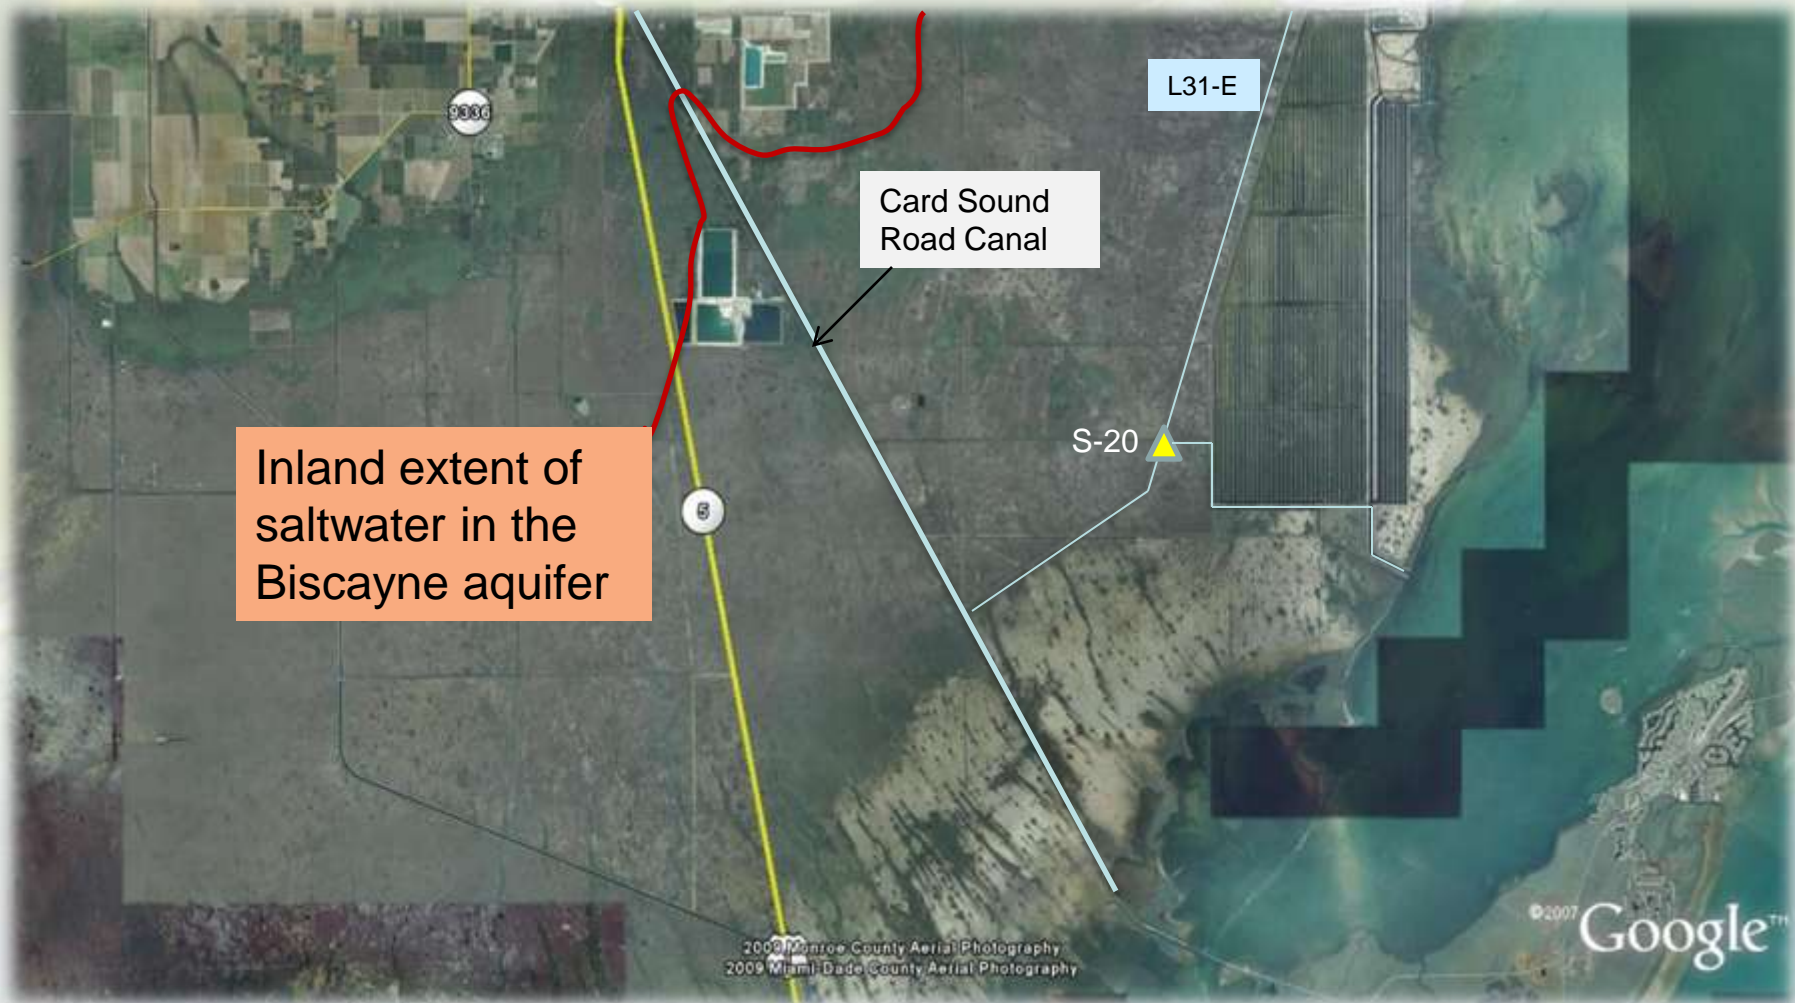 L31-E
9336
Card Sound
Road Canal
S-20
Inland extent of
saltwater in the
Biscayne aquifer
5
©2007 Google™
2009 Monroe County Aerial Photography
2009 Miami-Dade County Aerial Photography